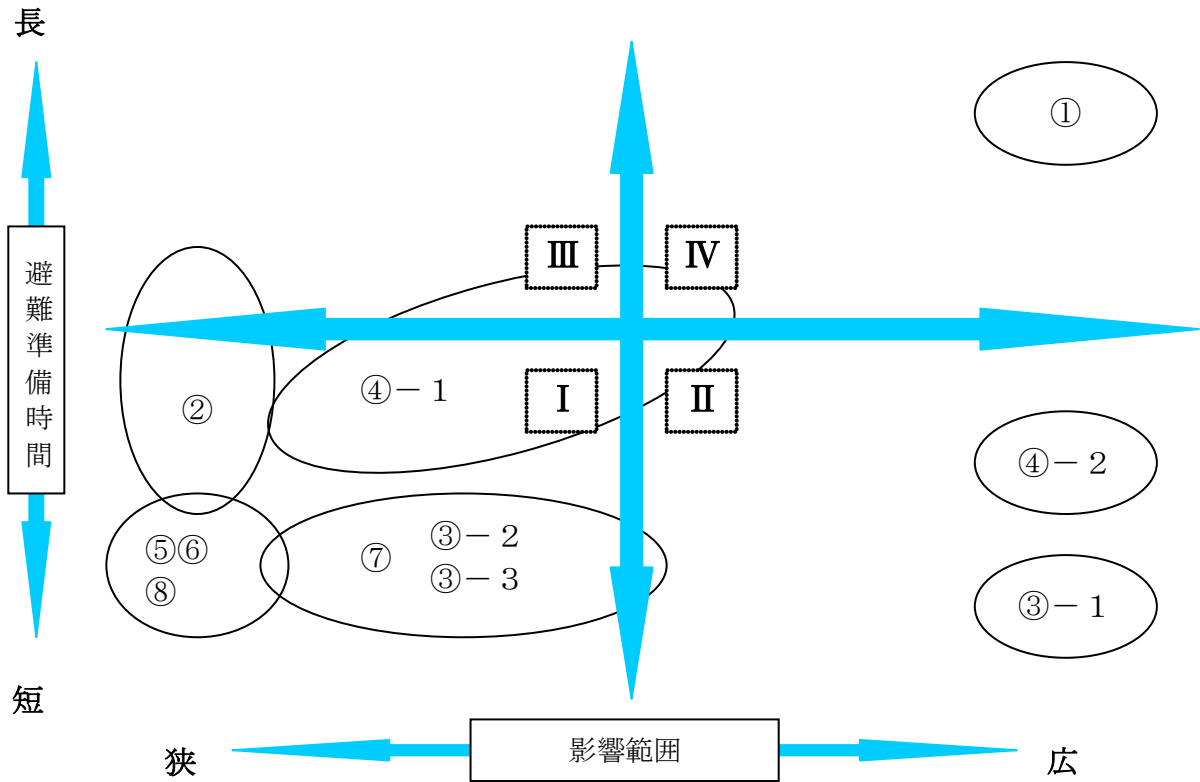 長
①
Ⅲ
Ⅳ
避難準備時間
④－１
Ⅰ
Ⅱ
②
④－２
⑤⑥
⑧
⑦
③－２
③－３
③－１
短
狭
影響範囲
広